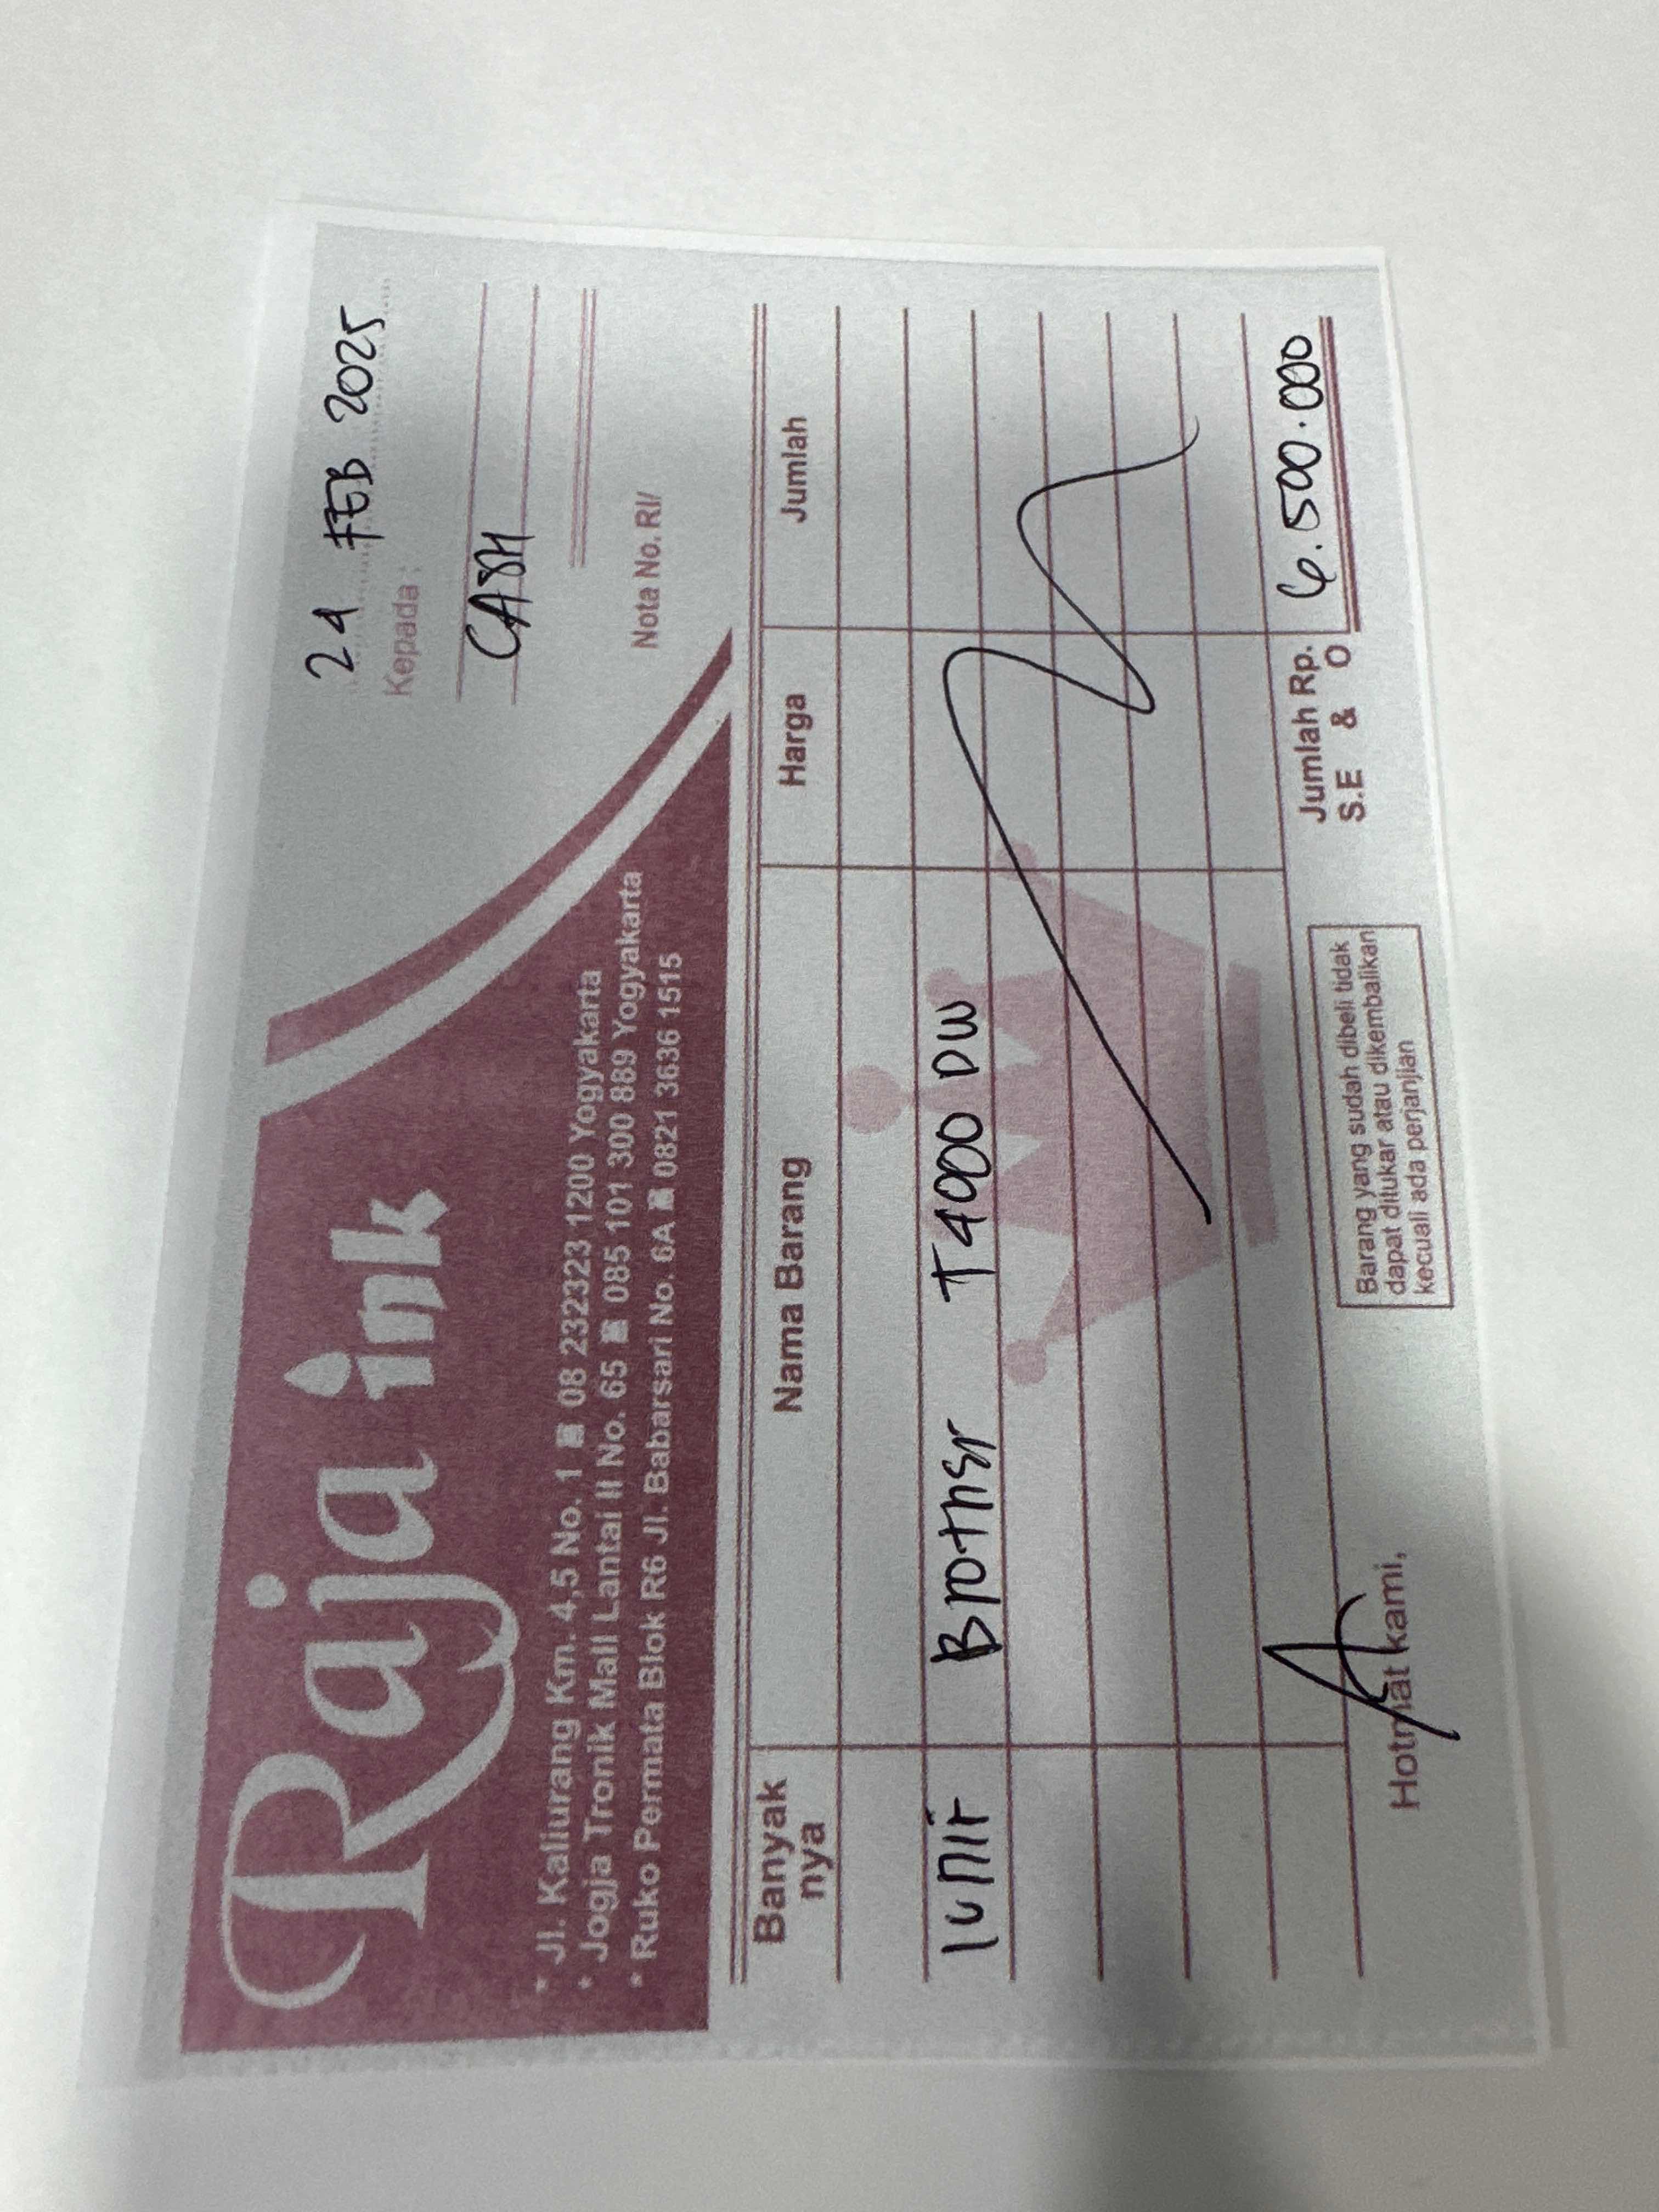 Raja ink
* Jl. Kaliurang Km. 4,5 No. 1 08 232323 1200 Yogyakarta
* Jogja Tronik Mall Lantai II No. 65 085 101 300 889 Yogyakarta
* Ruko Permata Blok R6 Jl. Babarsari No. 6A 0821 3636 1515
FEB 2025
Kepada :
CASH
Nota No. RI/
Banyak nya Nama Barang Harga Jumlah
1 UNIT Brother T4900 DW
Jumlah Rp. 6.500.000
S.E & O
Barang yang sudah dibeli tidak
dapat ditukar atau dikembalikan
kecuali ada perjanjian
Hotmat kami,